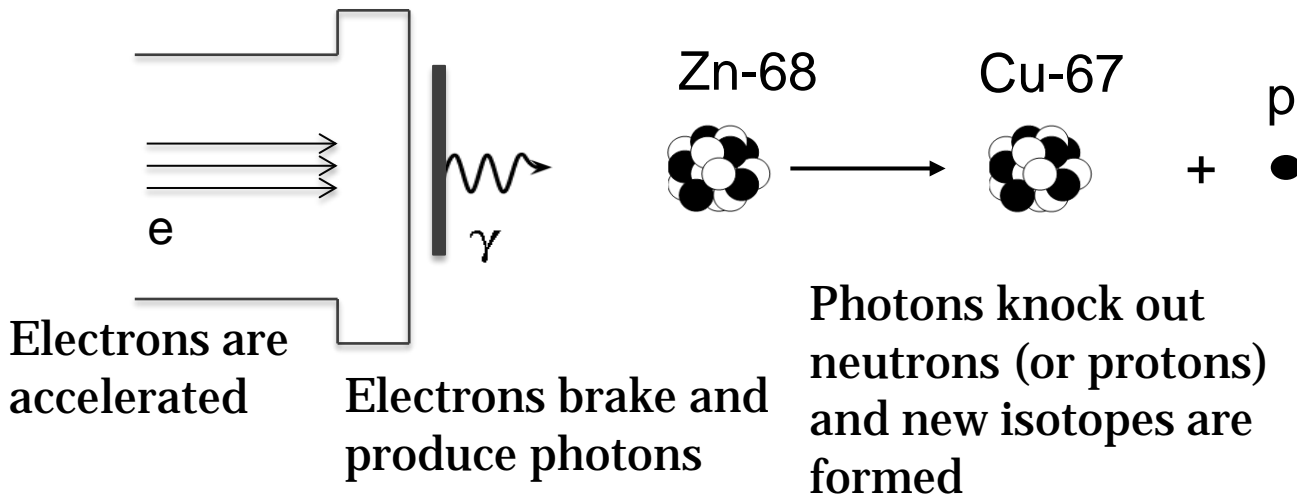 Zn-68
Cu-67
p
+
e
γ
Electrons are
accelerated
Electrons brake and
produce photons
Photons knock out
neutrons (or protons)
and new isotopes are
formed